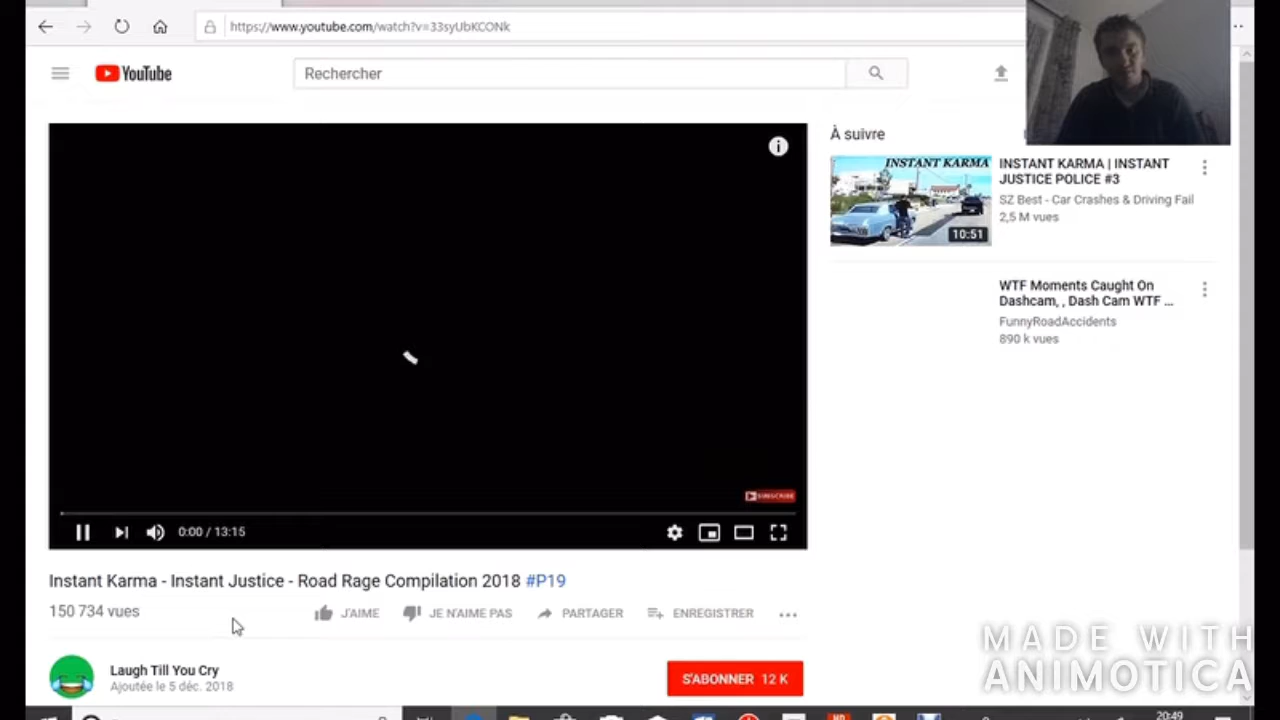 https://www.youtube.com/watch?v=33syUbKCONk
YouTube
Rechercher
À suivre
INSTANT KARMA
10:51
INSTANT KARMA | INSTANT
JUSTICE POLICE #3
SZ Best - Car Crashes & Driving Fail
2,5 M vues
WTF Moments Caught On
Dashcam, , Dash Cam WTF ...
FunnyRoadAccidents
890 k vues
SUBSCRIBE
0:00 / 13:15
Instant Karma - Instant Justice - Road Rage Compilation 2018 #P19
150 734 vues
J'AIME
JE N'AIME PAS
PARTAGER
ENREGISTRER
Laugh Till You Cry
Ajoutée le 5 déc. 2018
S'ABONNER 12 K
MADE WITH
ANIMOTICA
20:49